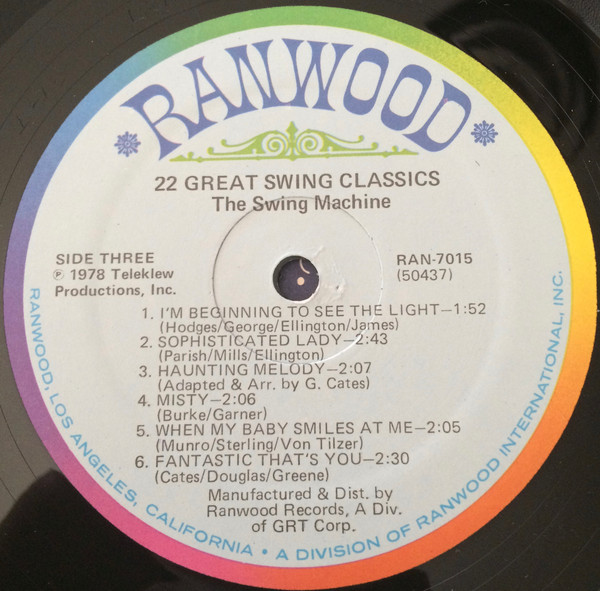 RANWOOD
22 GREAT SWING CLASSICS
The Swing Machine
SIDE THREE
℗ 1978 Teleklew
Productions, Inc.
RAN-7015
(50437)
1. I'M BEGINNING TO SEE THE LIGHT—1:52
(Hodges/George/Ellington/James)
2. SOPHISTICATED LADY—2:43
(Parish/Mills/Ellington)
3. HAUNTING MELODY—2:07
(Adapted & Arr. by G. Cates)
4. MISTY—2:06
(Burke/Garner)
5. WHEN MY BABY SMILES AT ME—2:05
(Munro/Sterling/Von Tilzer)
6. FANTASTIC THAT'S YOU—2:30
(Cates/Douglas/Greene)
Manufactured & Dist. by
Ranwood Records, A Div.
of GRT Corp.
RANWOOD, LOS ANGELES, CALIFORNIA • A DIVISION OF RANWOOD INTERNATIONAL, INC.